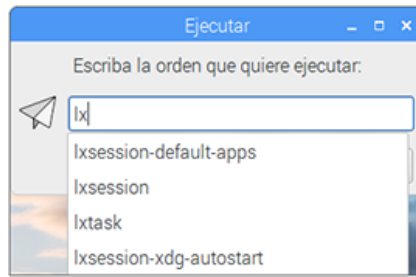 Ejecutar
Escriba la orden que quiere ejecutar:
lx
lxsession-default-apps
lxsession
lxtask
lxsession-xdg-autostart